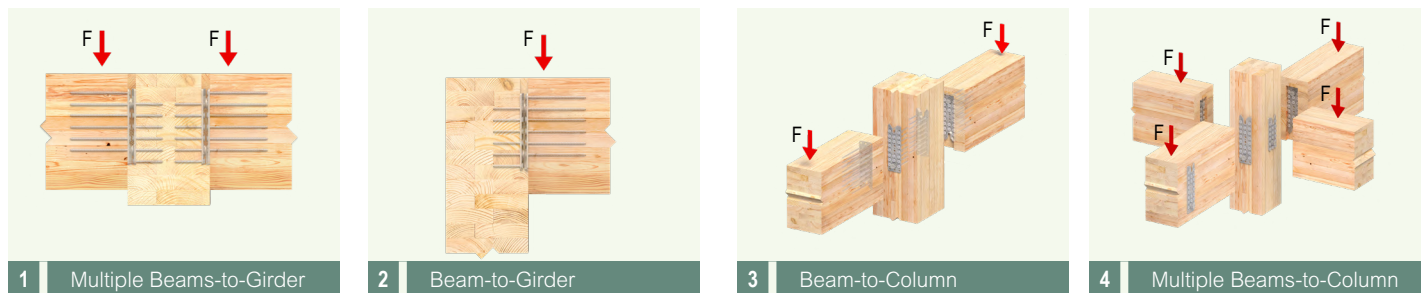 F F
1 Multiple Beams-to-Girder
F
2 Beam-to-Girder
F
F
3 Beam-to-Column
F
F
F
F
4 Multiple Beams-to-Column